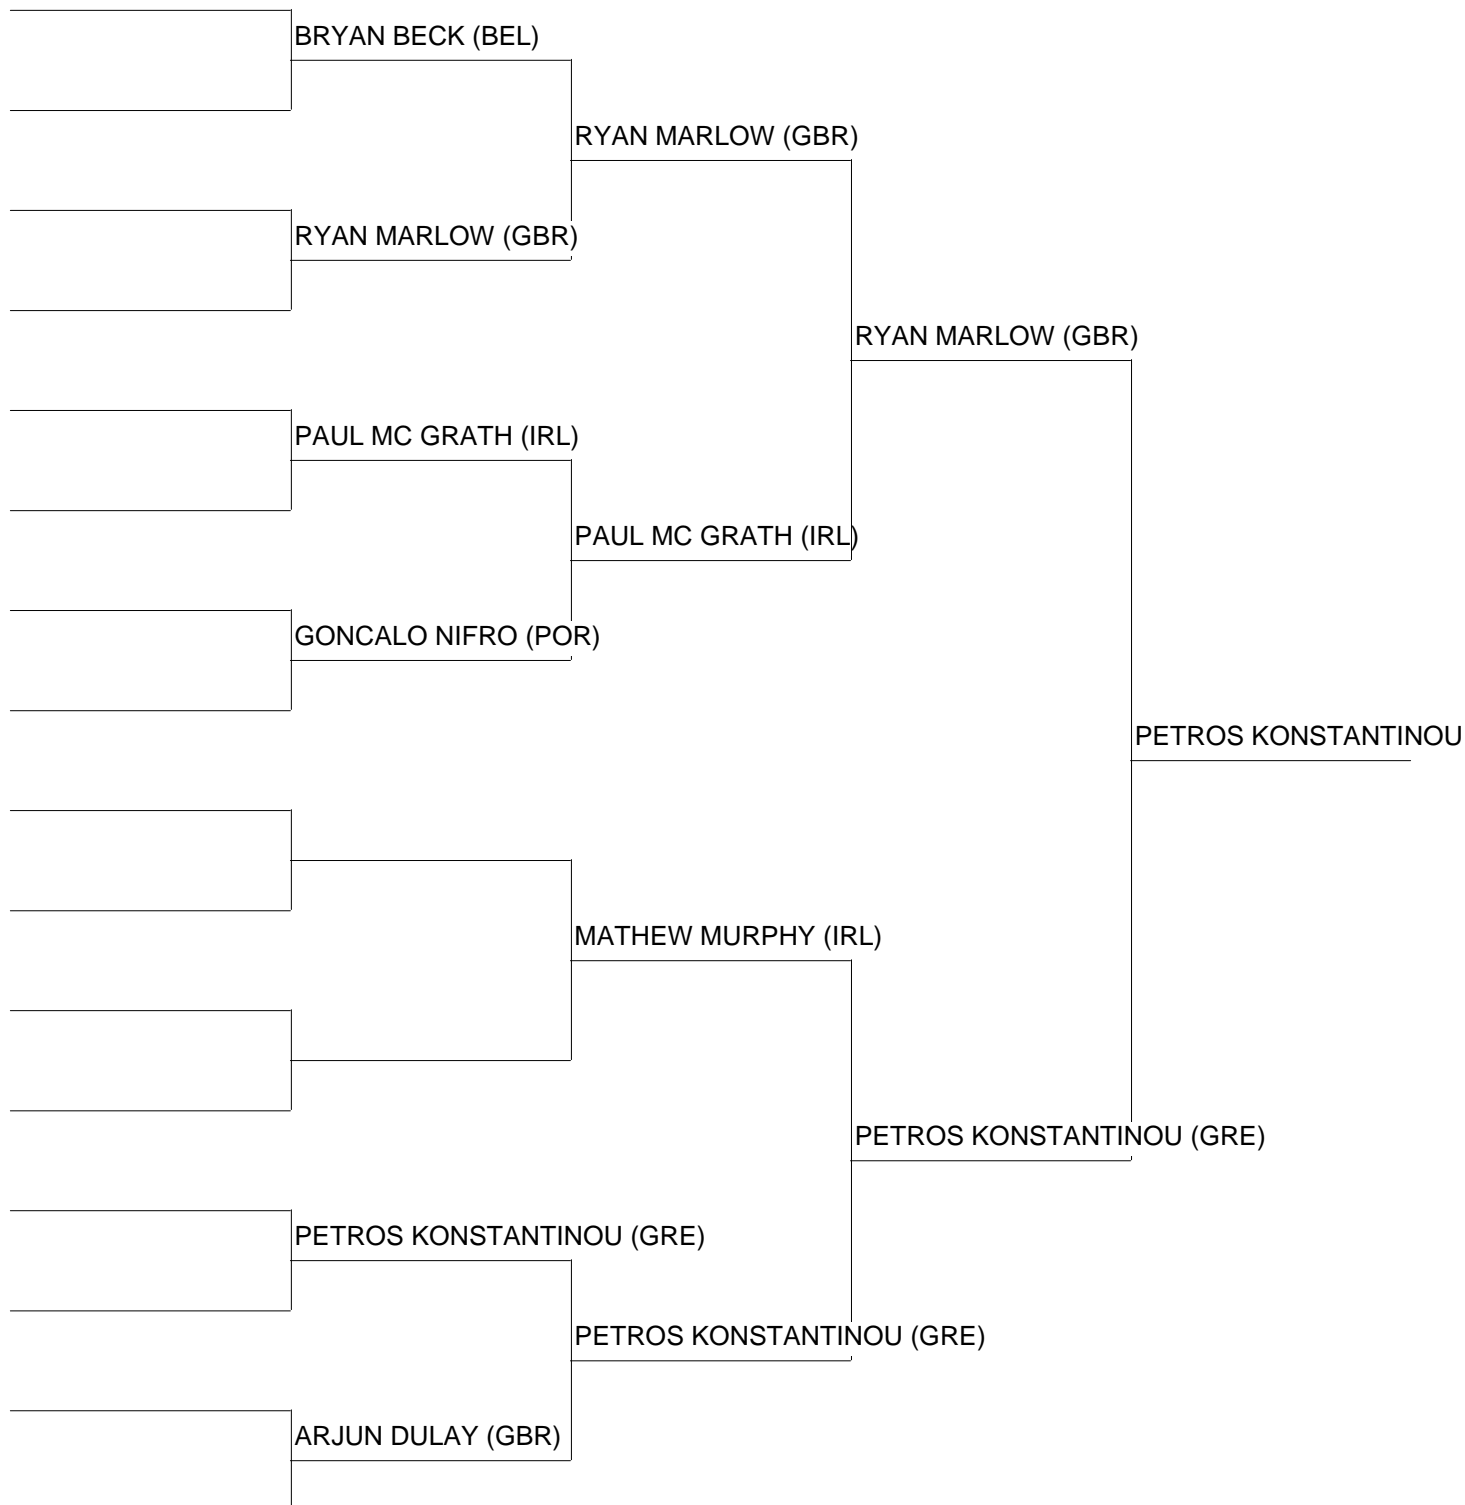 BRYAN BECK (BEL)
RYAN MARLOW (GBR)
RYAN MARLOW (GBR)
RYAN MARLOW (GBR)
PAUL MC GRATH (IRL)
PAUL MC GRATH (IRL)
GONCALO NIFRO (POR)
PETROS KONSTANTINOU
MATHEW MURPHY (IRL)
PETROS KONSTANTINOU (GRE)
PETROS KONSTANTINOU (GRE)
PETROS KONSTANTINOU (GRE)
ARJUN DULAY (GBR)